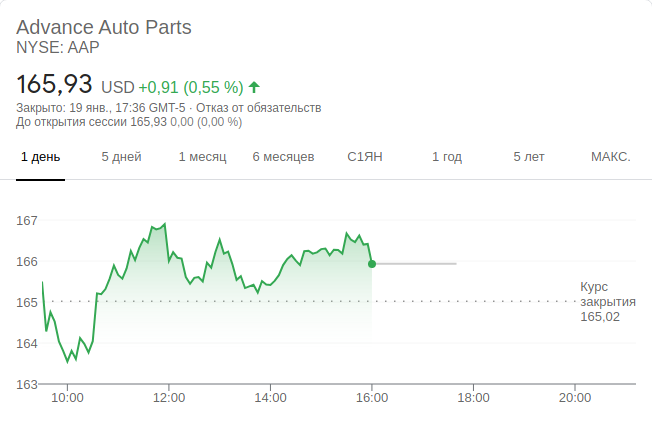 Advance Auto Parts
NYSE: AAP
165,93 USD +0,91 (0,55 %)
Закрыто: 19 янв., 17:36 GMT-5 · Отказ от обязательств
До открытия сессии 165,93 0,00 (0,00 %)
1 день 5 дней 1 месяц 6 месяцев С1ЯН 1 год 5 лет МАКС.
167
166
165
164
163
Курс
закрытия
165,02
10:00 12:00 14:00 16:00 18:00 20:00